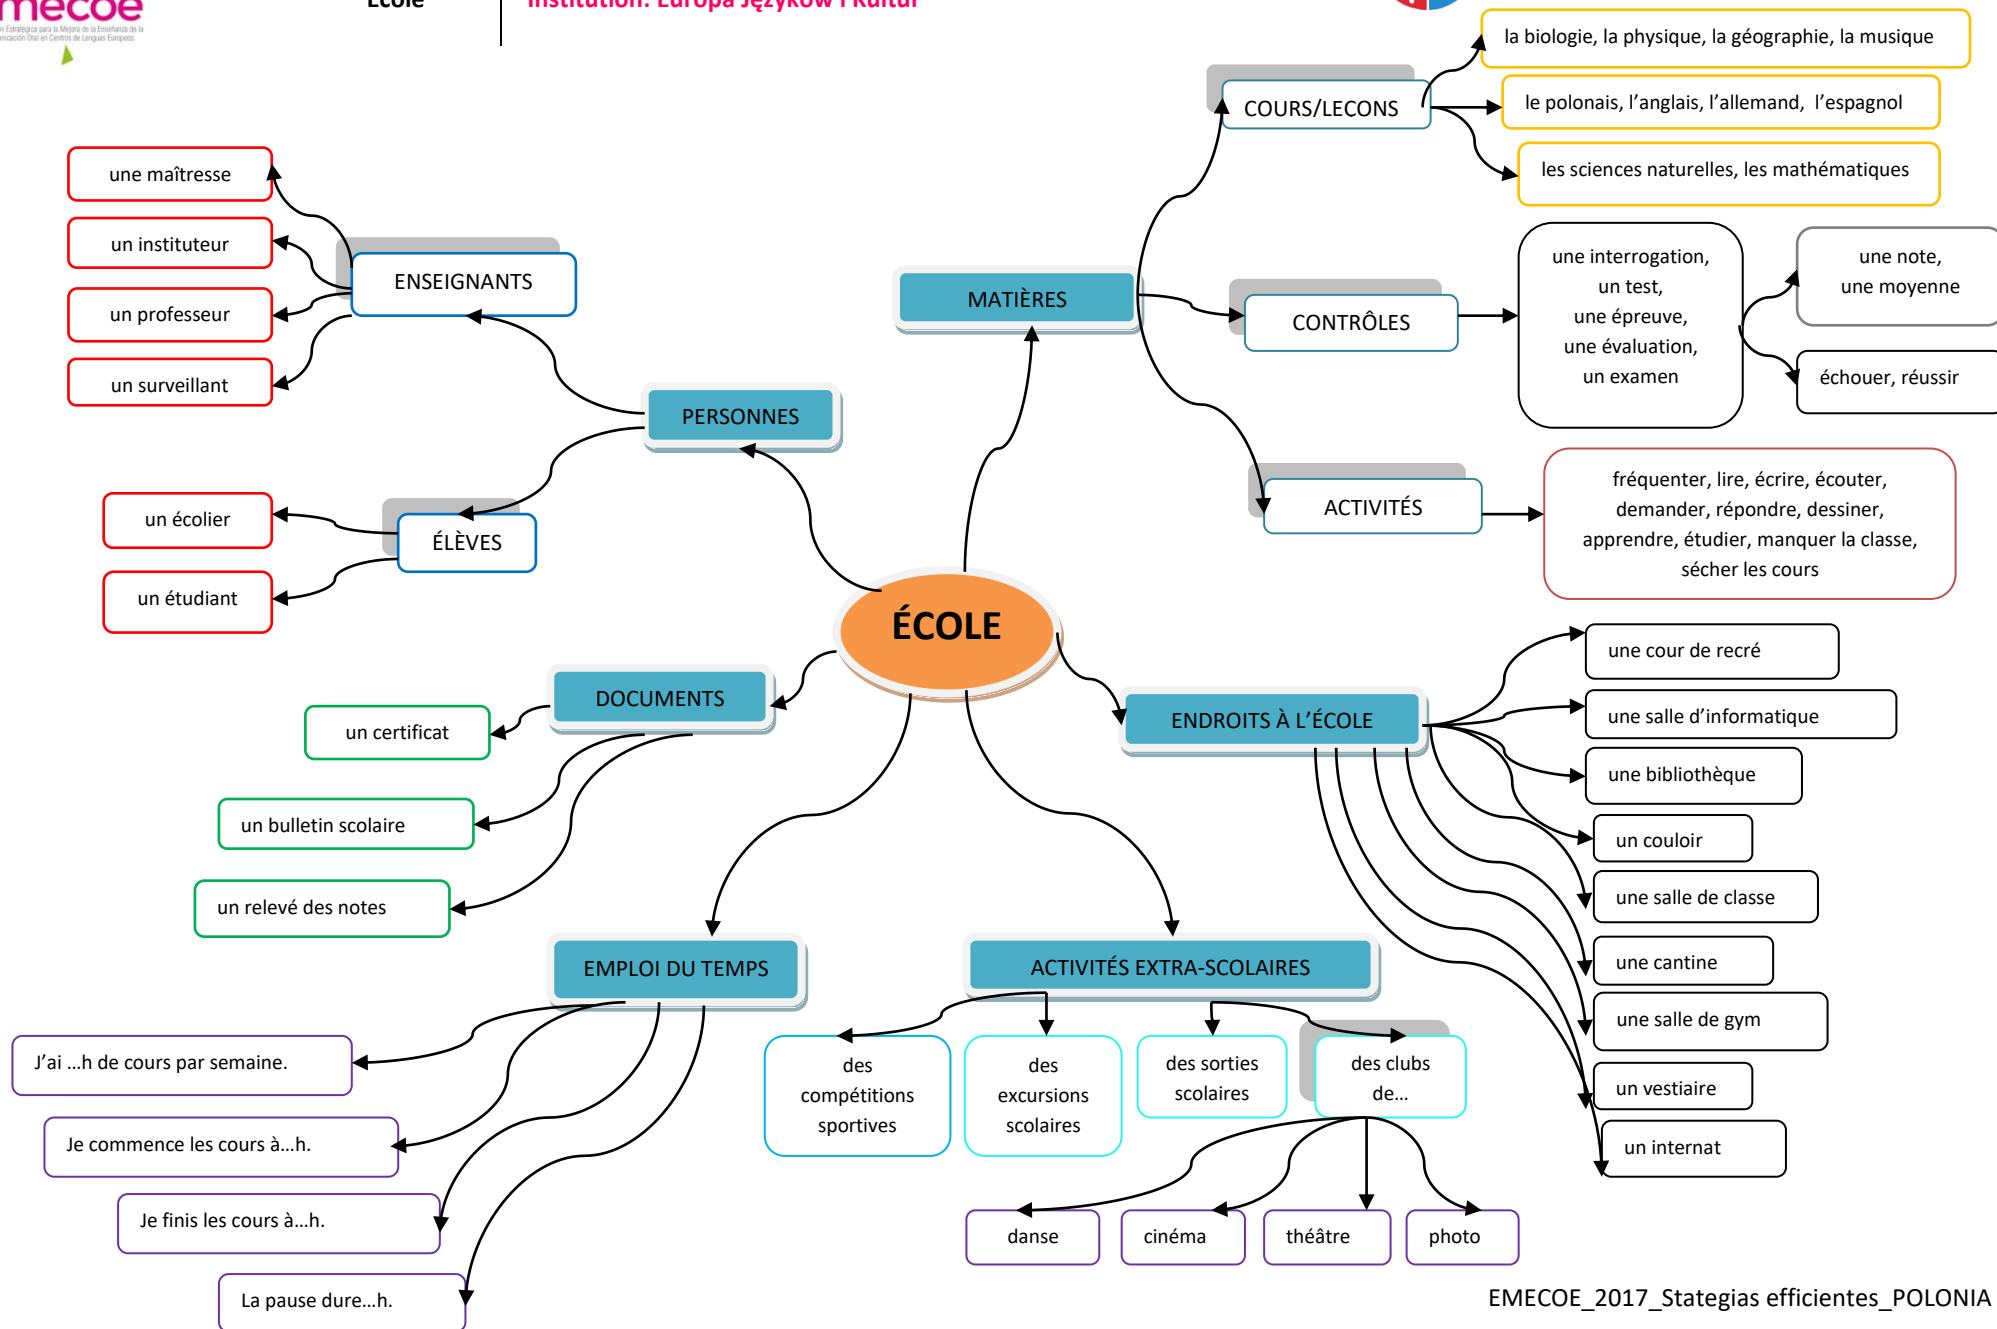 mecoe
École
Institution: Europa Języków i Kultur
la biologie, la physique, la géographie, la musique
COURS/LECONS
le polonais, l’anglais, l’allemand,  l’espagnol
les sciences naturelles, les mathématiques
une maîtresse
un instituteur
un professeur
un surveillant
ENSEIGNANTS
MATIÈRES
CONTRÔLES
une interrogation,
un test,
une épreuve,
une évaluation,
un examen
une note,
une moyenne
échouer, réussir
PERSONNES
ACTIVITÉS
fréquenter, lire, écrire, écouter,
demander, répondre, dessiner,
apprendre, étudier, manquer la classe,
sécher les cours
un écolier
ÉLÈVES
un étudiant
ÉCOLE
DOCUMENTS
un certificat
un bulletin scolaire
un relevé des notes
ENDROITS À L’ÉCOLE
une cour de recré
une salle d’informatique
une bibliothèque
un couloir
une salle de classe
une cantine
une salle de gym
un vestiaire
un internat
EMPLOI DU TEMPS
J’ai ...h de cours par semaine.
Je commence les cours à...h.
Je finis les cours à...h.
La pause dure...h.
ACTIVITÉS EXTRA-SCOLAIRES
des
compétitions
sportives
des
excursions
scolaires
des sorties
scolaires
des clubs
de...
danse
cinéma
théâtre
photo
EMECOE_2017_Stategias efficientes_POLONIA